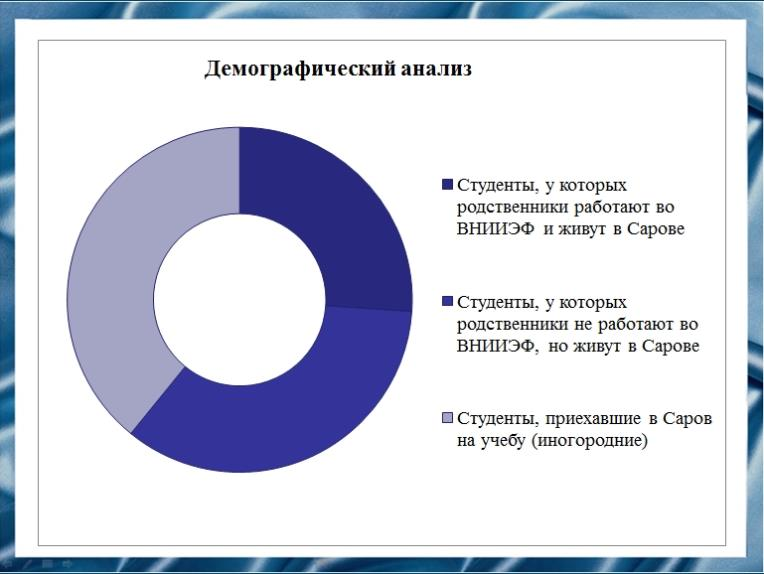 Демографический анализ
Студенты, у которых
родственники работают во
ВНИИЭФ и живут в Сарове
Студенты, у которых
родственники не работают во
ВНИИЭФ, но живут в Сарове
Студенты, приехавшие в Саров
на учебу (иногородние)